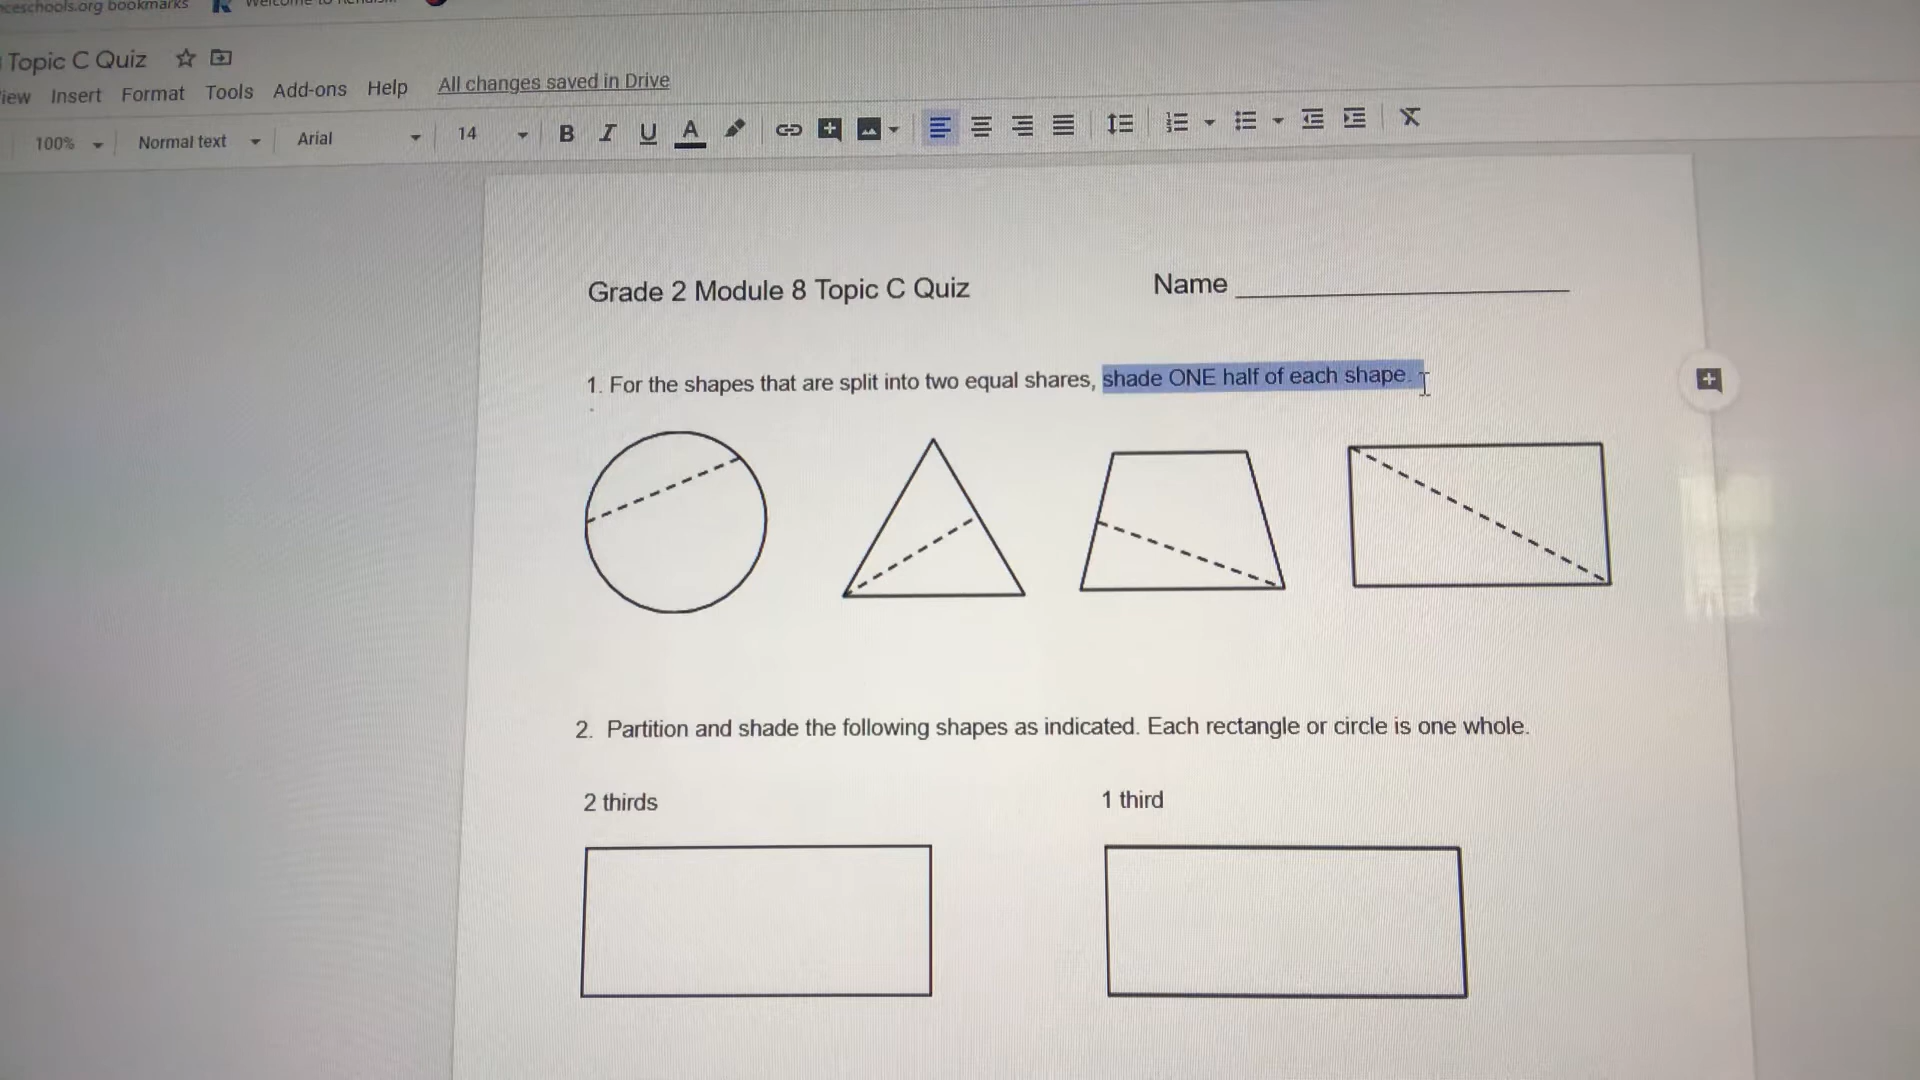 ceschools.org bookmarks
Topic C Quiz
iew Insert Format Tools Add-ons Help All changes saved in Drive
100% Normal text Arial 14 B I U A
Grade 2 Module 8 Topic C Quiz Name
1. For the shapes that are split into two equal shares, shade ONE half of each shape.
2. Partition and shade the following shapes as indicated. Each rectangle or circle is one whole.
2 thirds 1 third